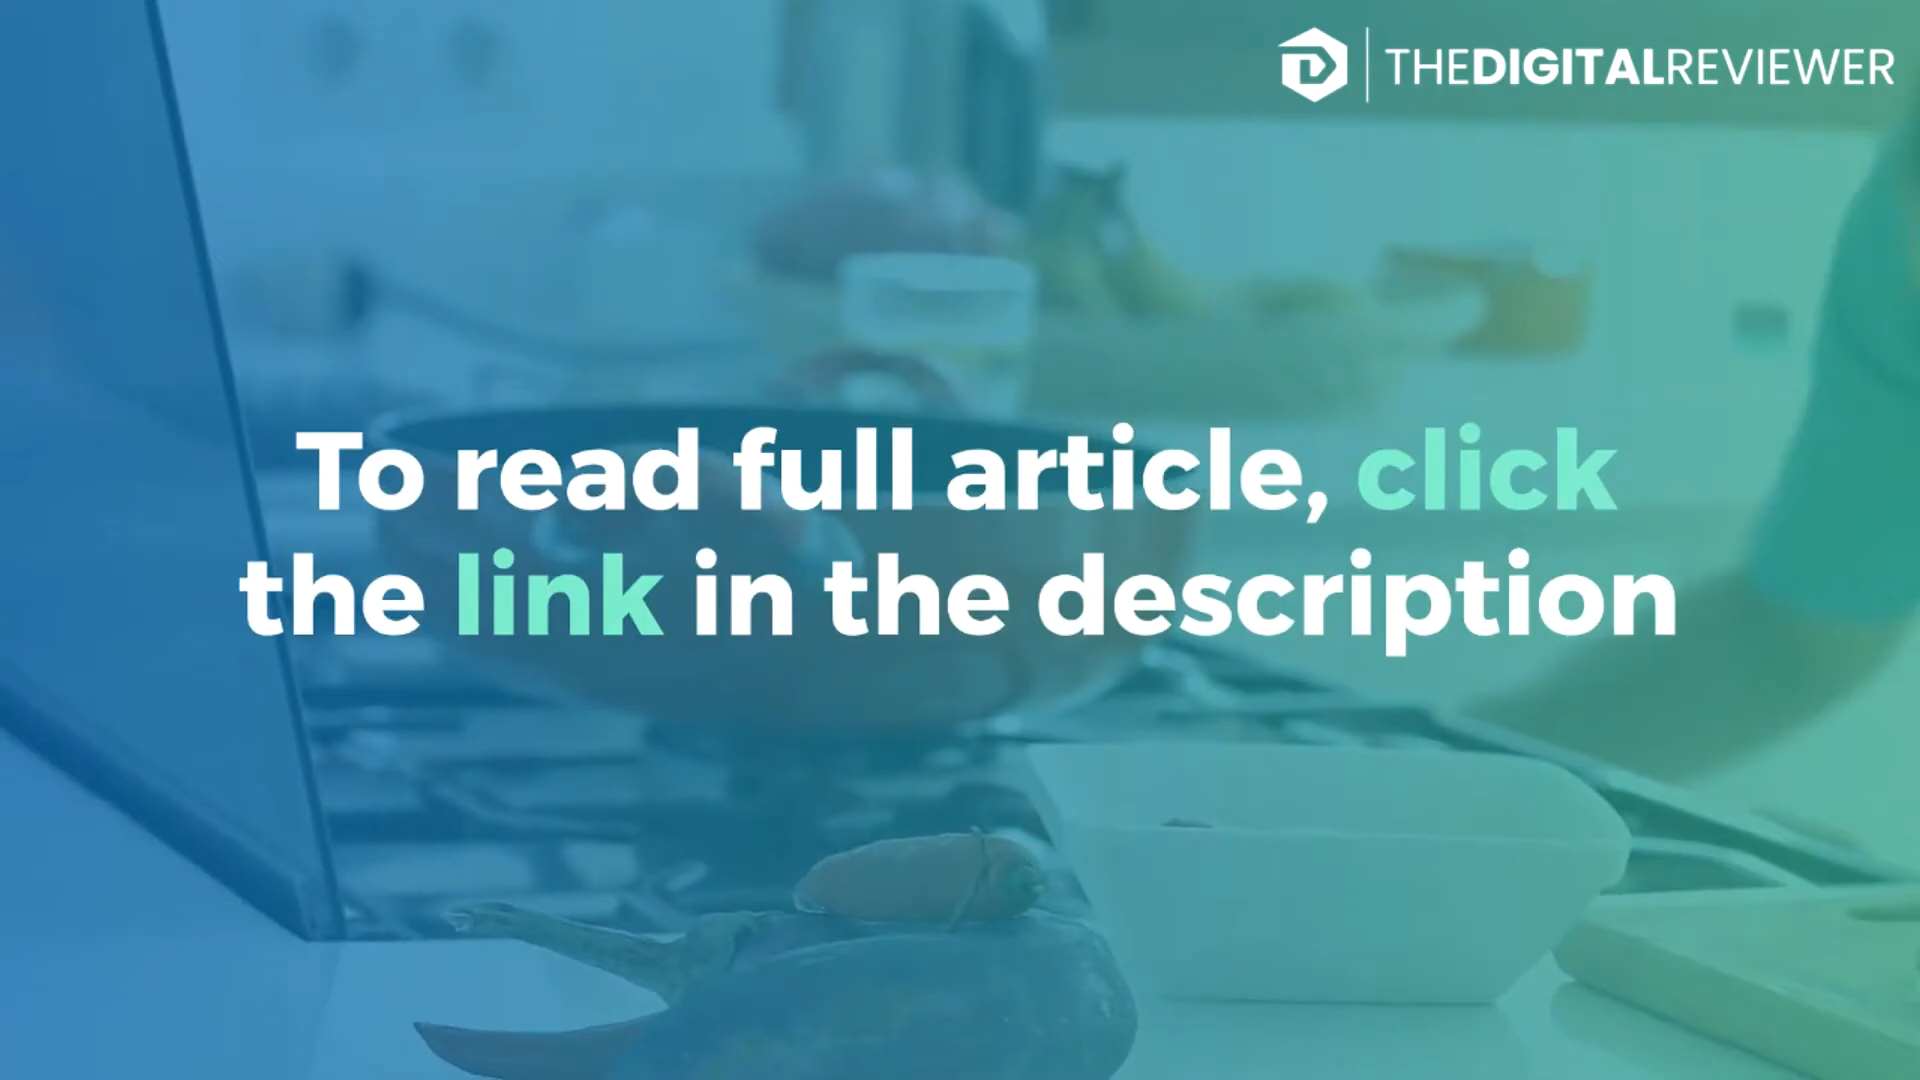 THEDIGITALREVIEWER
To read full article, click
the link in the description